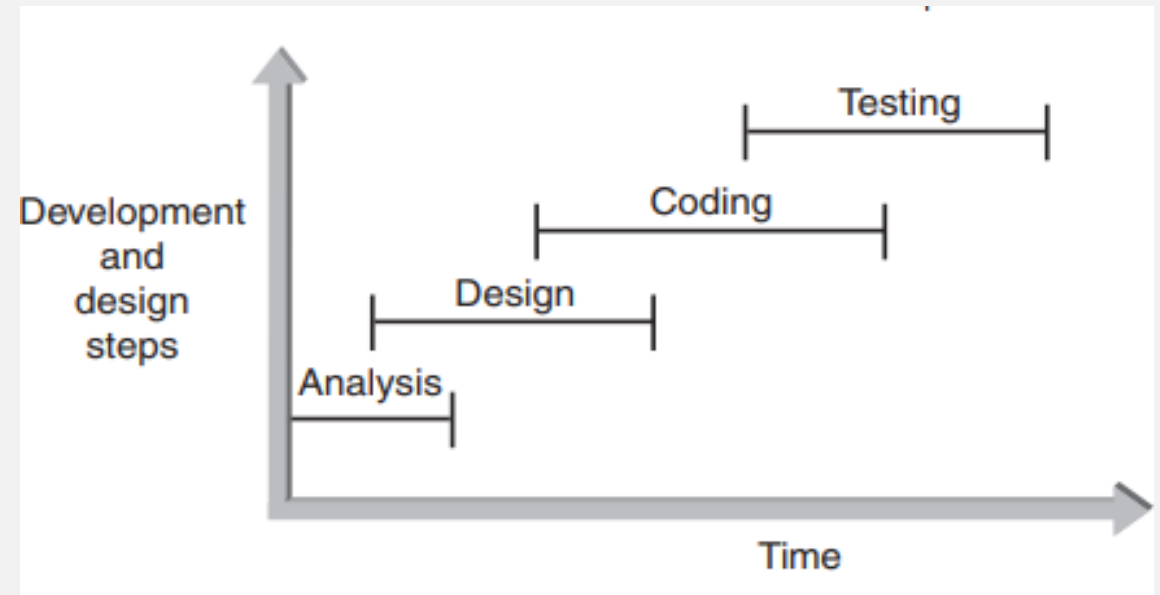 Testing
Coding
Development
and
design
steps
Design
Analysis
Time